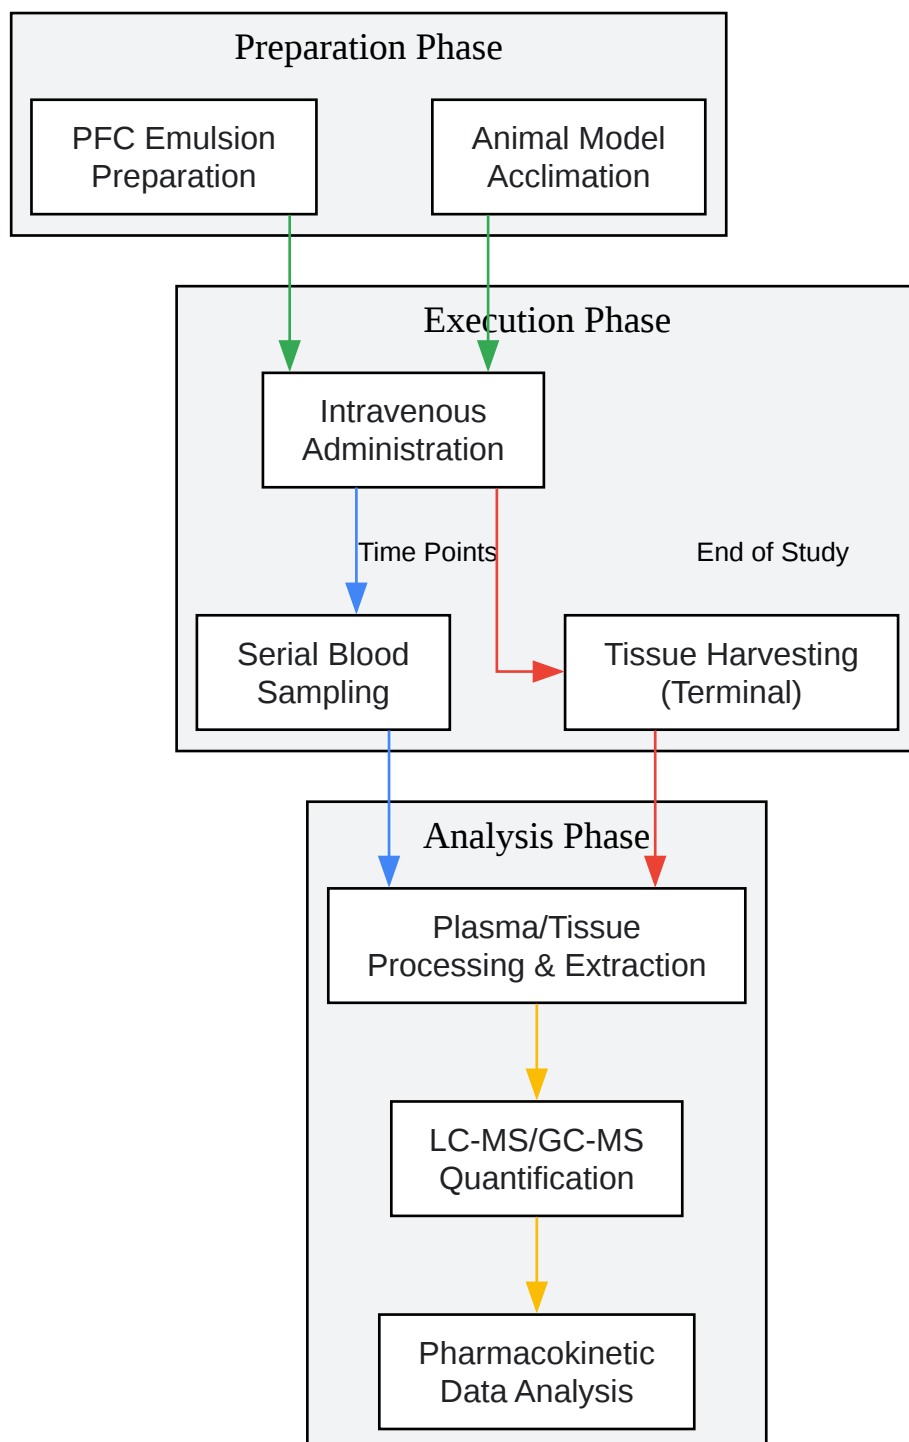 Preparation Phase
PFC Emulsion
Preparation
Animal Model
Acclimation
Execution Phase
Intravenous
Administration
Time Points
End of Study
Serial Blood
Sampling
Tissue Harvesting
(Terminal)
Analysis Phase
Plasma/Tissue
Processing & Extraction
LC-MS/GC-MS
Quantification
Pharmacokinetic
Data Analysis